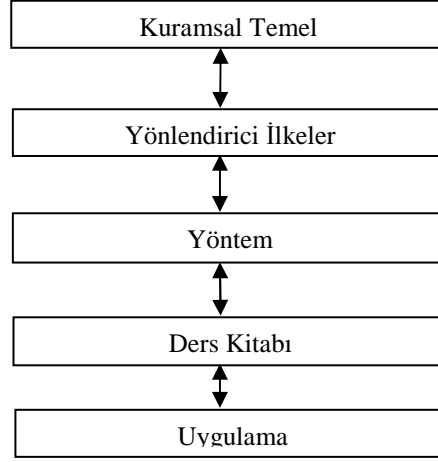 Kuramsal Temel
Yönlendirici İlkeler
Yöntem
Ders Kitabı
Uygulama